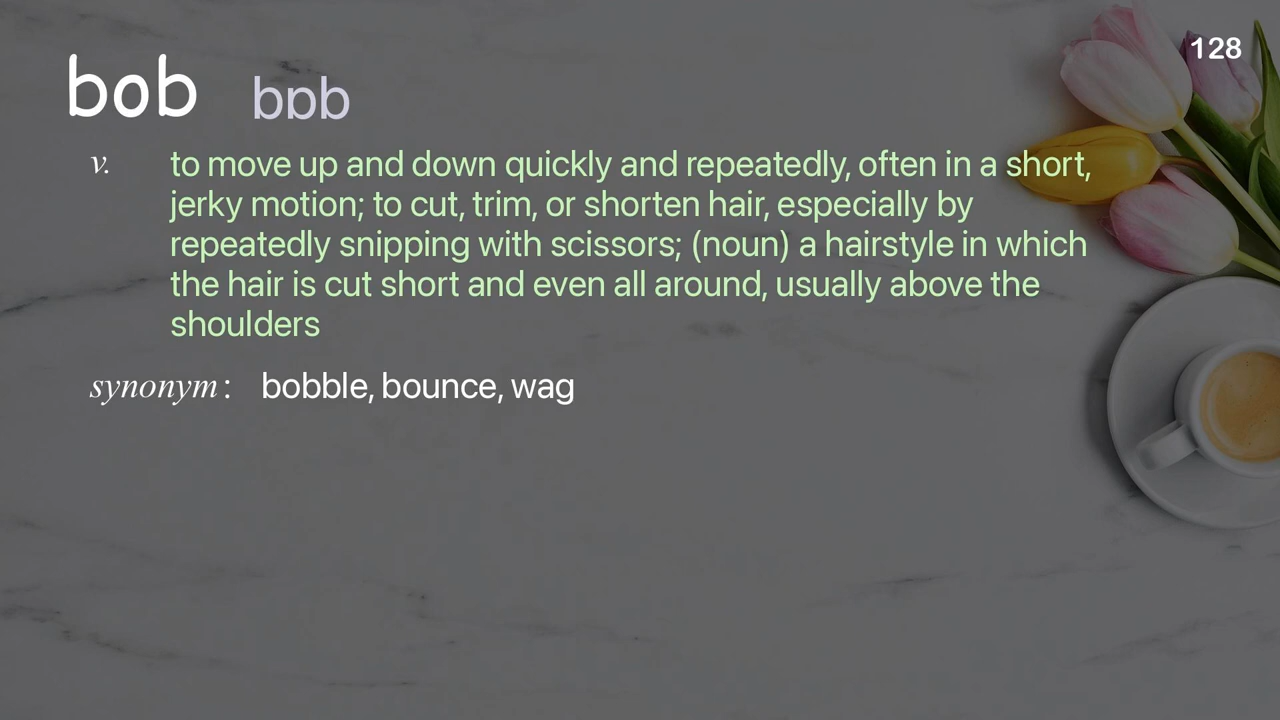 128
bob bɒb
v. to move up and down quickly and repeatedly, often in a short,
jerky motion; to cut, trim, or shorten hair, especially by
repeatedly snipping with scissors; (noun) a hairstyle in which
the hair is cut short and even all around, usually above the
shoulders
synonym: bobble, bounce, wag